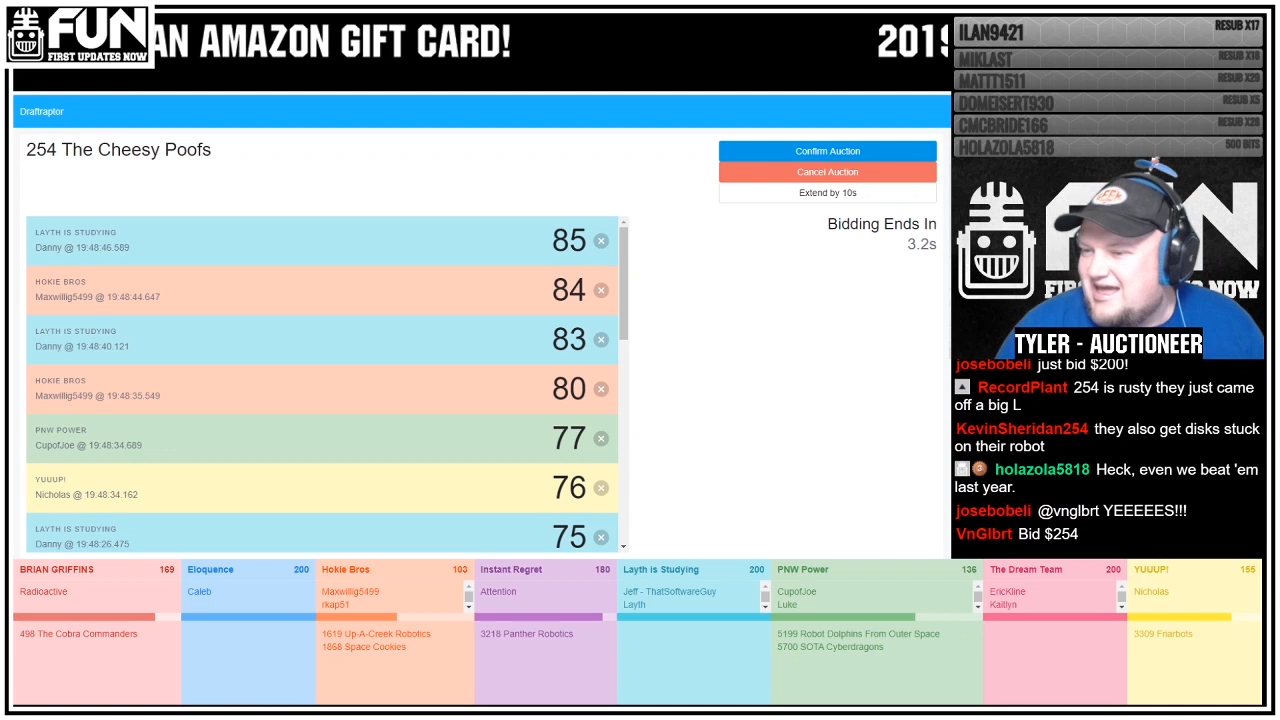 FUN
FIRST UPDATES NOW
AN AMAZON GIFT CARD!
2019
Draftraptor
254 The Cheesy Poofs
Confirm Auction
Cancel Auction
Extend by 10s
Bidding Ends In
3.2s
LAYTH IS STUDYING
Danny @ 19:48:46.589
85
HOKIE BROS
Maxwillig5499 @ 19:48:44.647
84
LAYTH IS STUDYING
Danny @ 19:48:40.121
83
HOKIE BROS
Maxwillig5499 @ 19:48:35.549
80
PNW POWER
CupofJoe @ 19:48:34.689
77
YUUUP!
Nicholas @ 19:48:34.162
76
LAYTH IS STUDYING
Danny @ 19:48:26.475
75
ILAN9421 RESUB X17
MIKLAST RESUB X16
MATTT1511 RESUB X29
DOMEISERT930 RESUB X5
CMCBRIDE166 RESUB X28
HOLAZOLA5818 500 BITS
TYLER - AUCTIONEER
josebobeli just bid $200!
RecordPlant 254 is rusty they just came
off a big L
KevinSheridan254 they also get disks stuck
on their robot
holazola5818 Heck, even we beat 'em
last year.
josebobeli @vnglbrt YEEEEES!!!
VnGlbrt Bid $254
BRIAN GRIFFINS 169
Radioactive
498 The Cobra Commanders
Eloquence 200
Caleb
Hokie Bros 103
Maxwillig5499
rkap51
1619 Up-A-Creek Robotics
1868 Space Cookies
Instant Regret 180
Attention
3218 Panther Robotics
Layth is Studying 200
Jeff - ThatSoftwareGuy
Layth
PNW Power 136
CupofJoe
Luke
5199 Robot Dolphins From Outer Space
5700 SOTA Cyberdragons
The Dream Team 200
EricKline
Kaitlyn
YUUUP! 155
Nicholas
3309 Friarbots